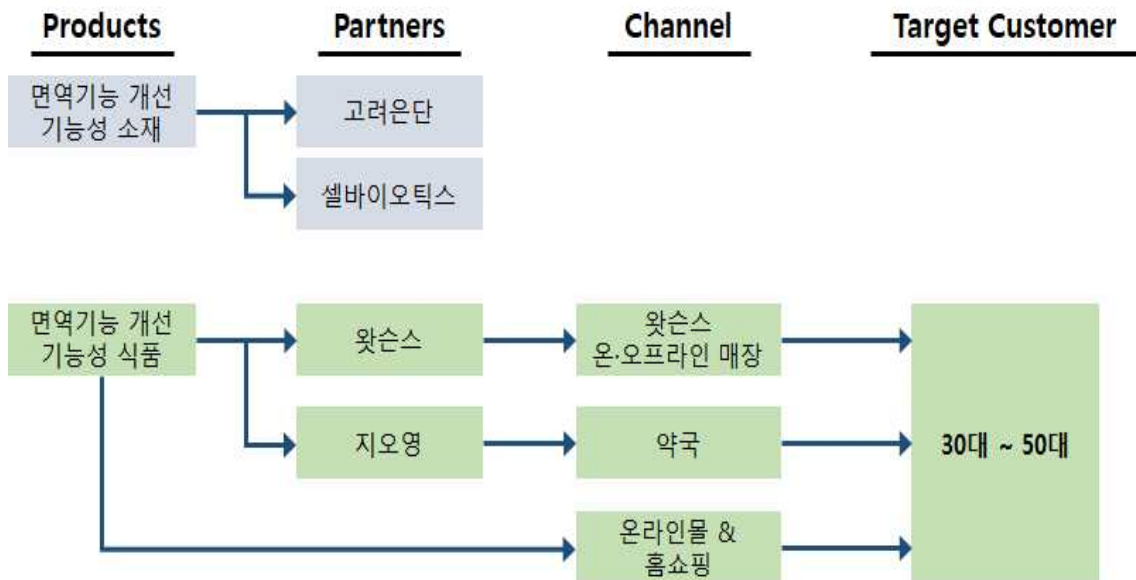 Products
Partners
Channel
Target Customer
면역기능 개선
기능성 소재
고려은단
셀바이오틱스
면역기능 개선
기능성 식품
왓슨스
왓슨스
온·오프라인 매장
지오영
약국
30대 ~ 50대
온라인몰 &
홈쇼핑